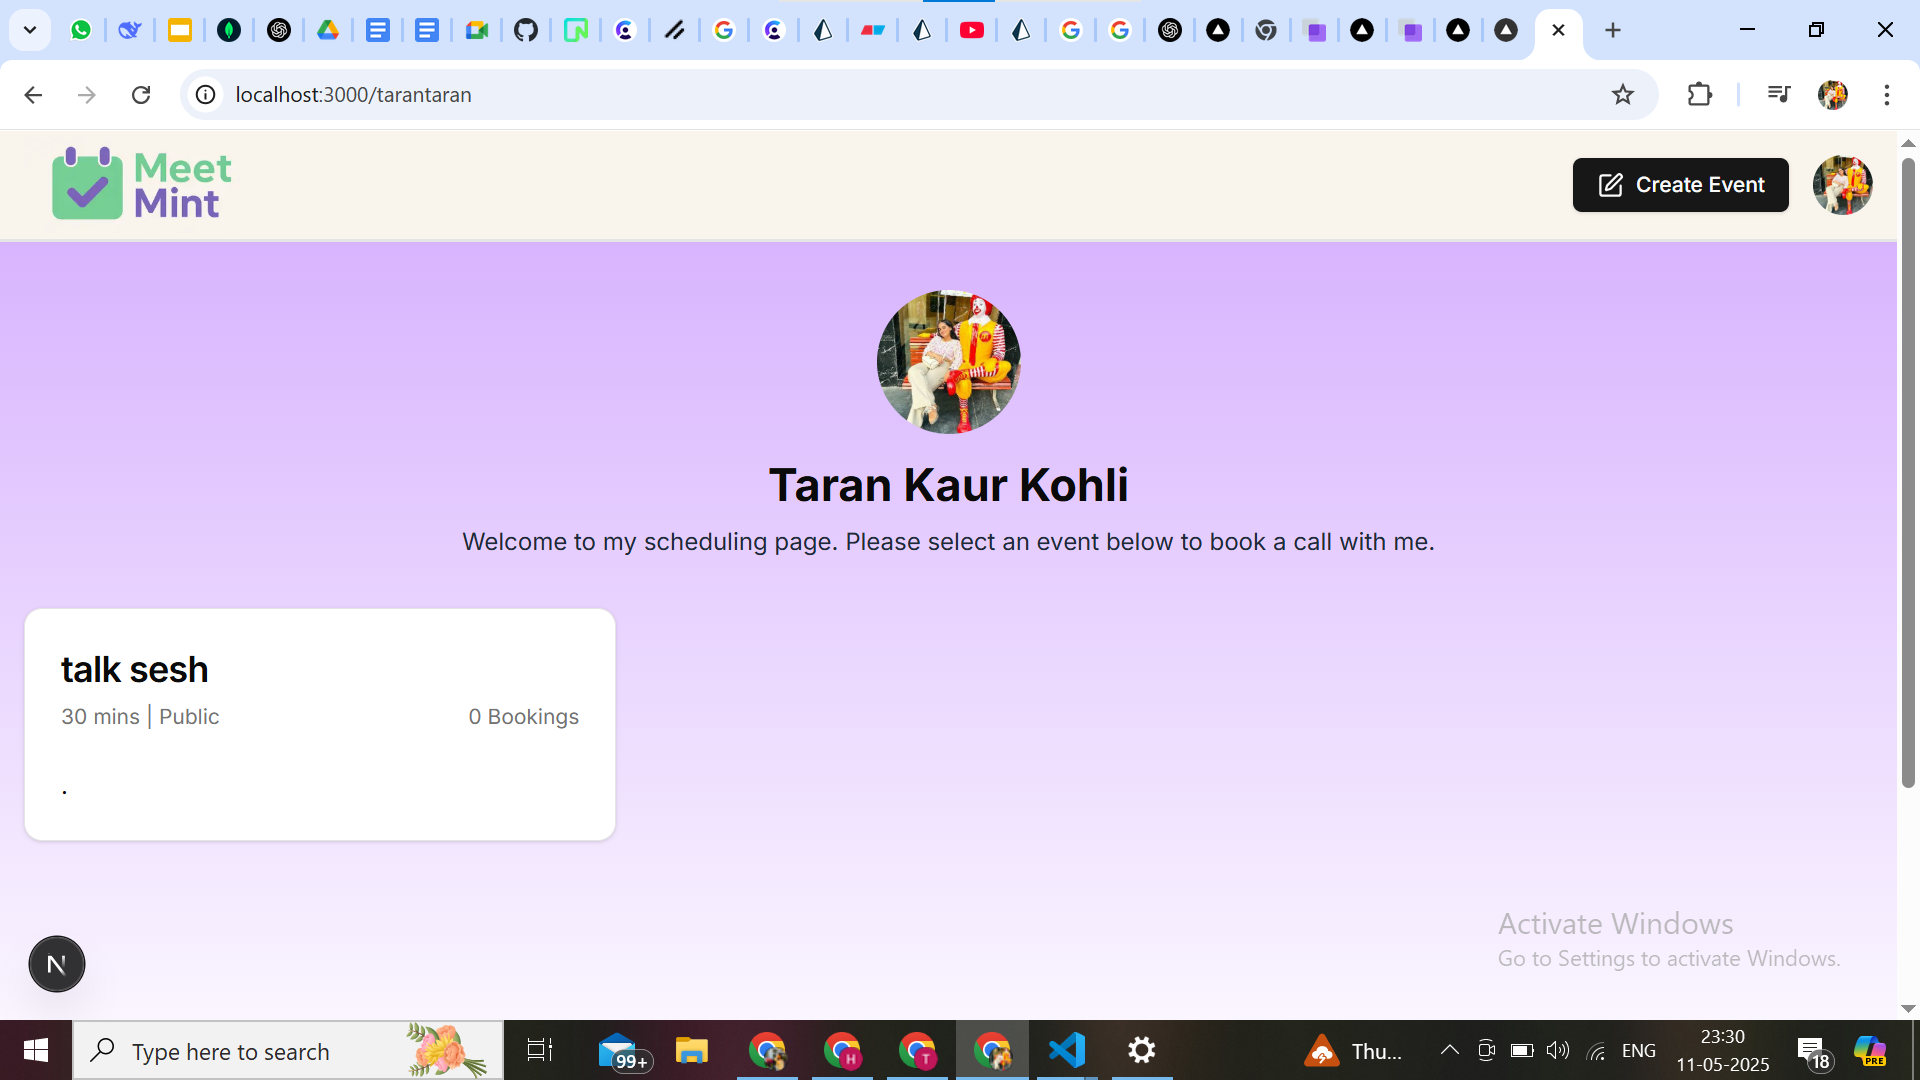 localhost:3000/tarantaran
Meet
Mint
Create Event
Taran Kaur Kohli
Welcome to my scheduling page. Please select an event below to book a call with me.
talk sesh
30 mins | Public
0 Bookings
.
N
Activate Windows
Go to Settings to activate Windows.
Type here to search
99+
H
T
Thu...
ENG
23:30
11-05-2025
18
PRE